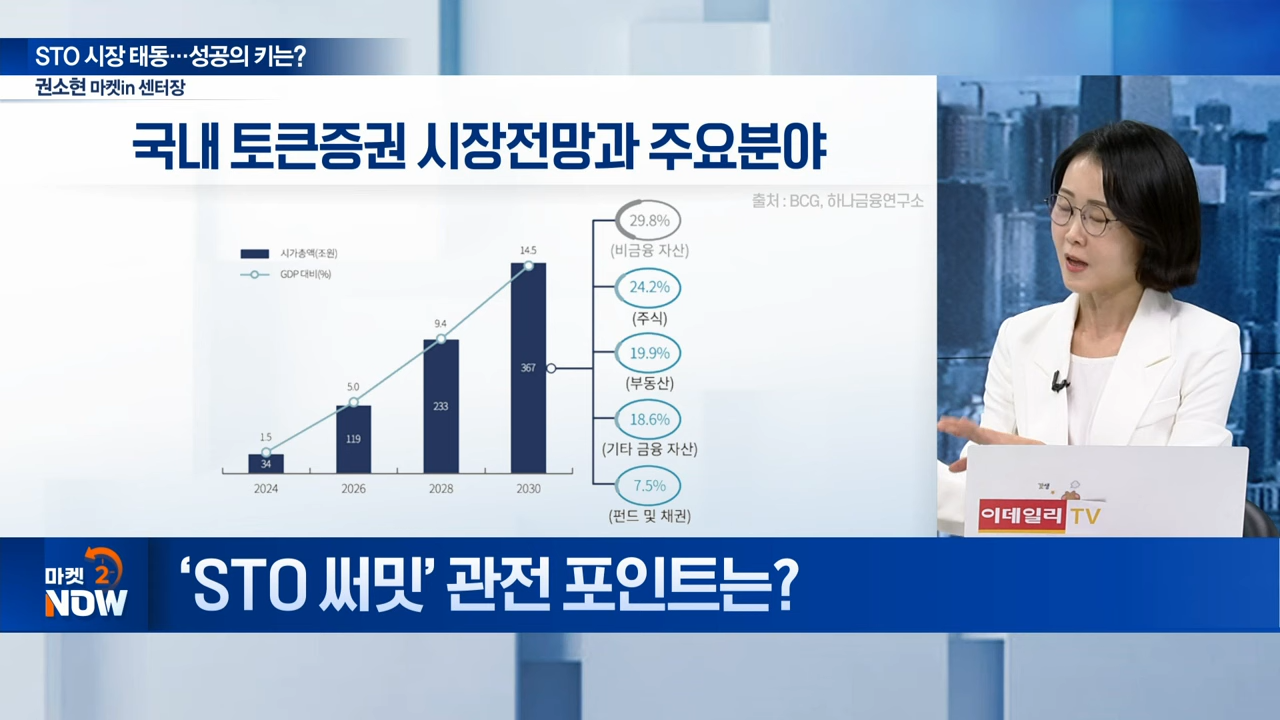 STO 시장 태동…성공의 키는?
권소현 마켓in 센터장
국내 토큰증권 시장전망과 주요분야
출처 : BCG, 하나금융연구소
시가총액(조원)
GDP 대비(%)
1.5
5.0
9.4
14.5
34
119
233
367
2024
2026
2028
2030
29.8%
(비금융 자산)
24.2%
(주식)
19.9%
(부동산)
18.6%
(기타 금융 자산)
7.5%
(펀드 및 채권)
이데일리 TV
마켓 2
NOW
‘STO 써밋’ 관전 포인트는?